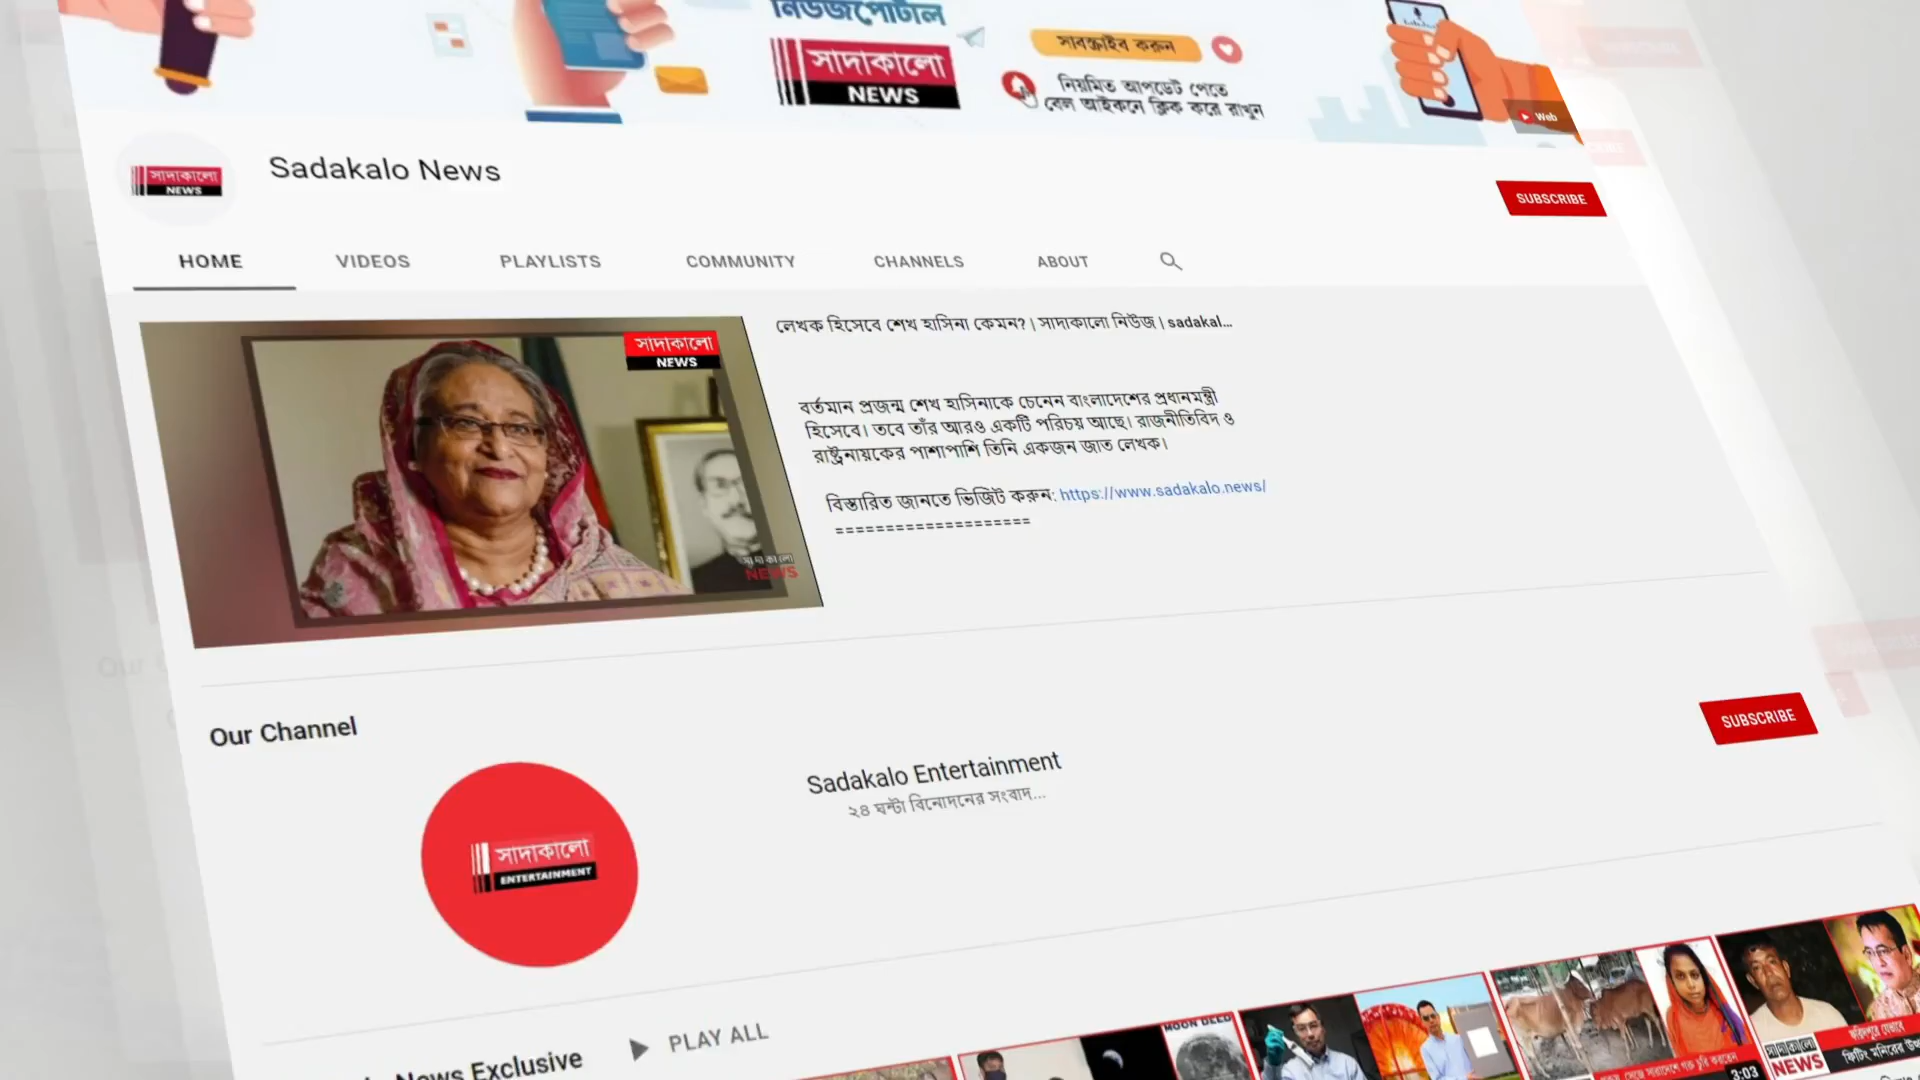 নিউজপোর্টাল
সাদাকালো
NEWS
সাবস্ক্রাইব করুন
নিয়মিত আপডেট পেতে
বেল আইকনে ক্লিক করে রাখুন
Web
সাদাকালো
NEWS
Sadakalo News
SUBSCRIBE
HOME VIDEOS PLAYLISTS COMMUNITY CHANNELS ABOUT
সাদাকালো
NEWS
সাদাকালো
NEWS
লেখক হিসেবে শেখ হাসিনা কেমন? | সাদাকালো নিউজ | sadakal...
বর্তমান প্রজন্ম শেখ হাসিনাকে চেনেন বাংলাদেশের প্রধানমন্ত্রী
হিসেবে। তবে তাঁর আরও একটি পরিচয় আছে। রাজনীতিবিদ ও
রাষ্ট্রনায়কের পাশাপাশি তিনি একজন জাত লেখক।
বিস্তারিত জানতে ভিজিট করুন: https://www.sadakalo.news/
====================
Our Channel
SUBSCRIBE
সাদাকালো
ENTERTAINMENT
Sadakalo Entertainment
২৪ ঘন্টা বিনোদনের সংবাদ...
News Exclusive
PLAY ALL
3:03
সাদাকালো
NEWS